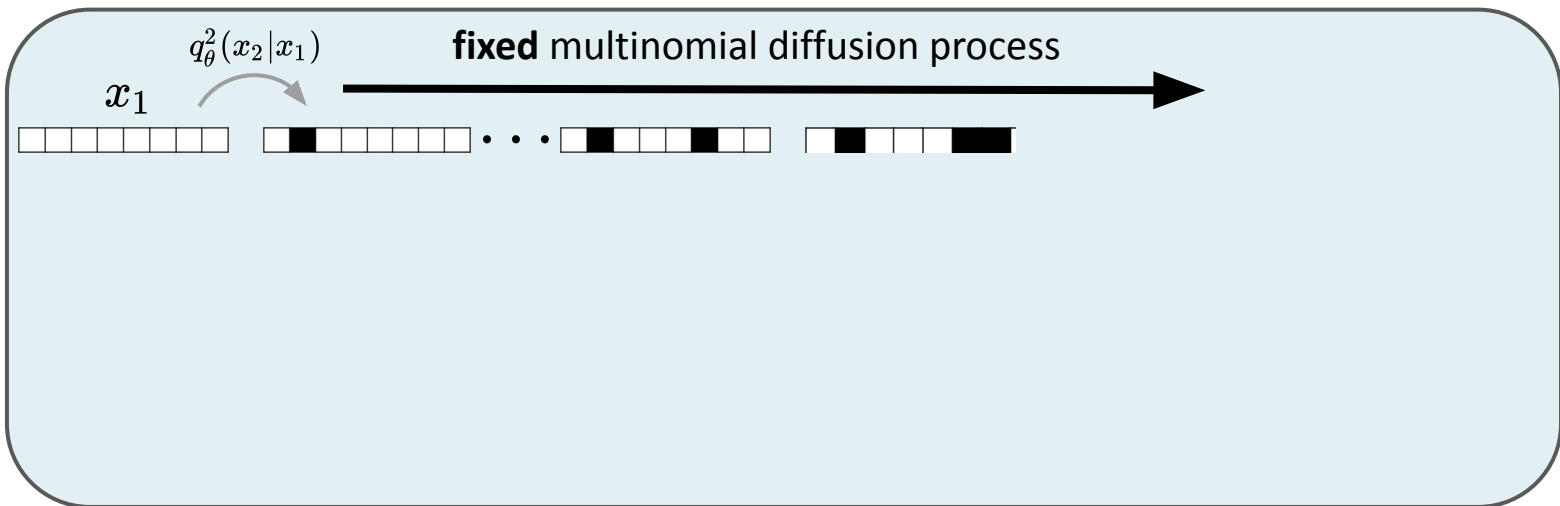 q_θ^2(x_2|x_1)
fixed multinomial diffusion process
x_1